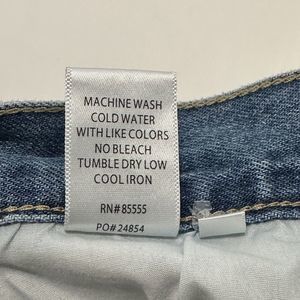 MACHINE WASH
COLD WATER
WITH LIKE COLORS
NO BLEACH
TUMBLE DRY LOW
COOL IRON
RN#85555
PO#24854